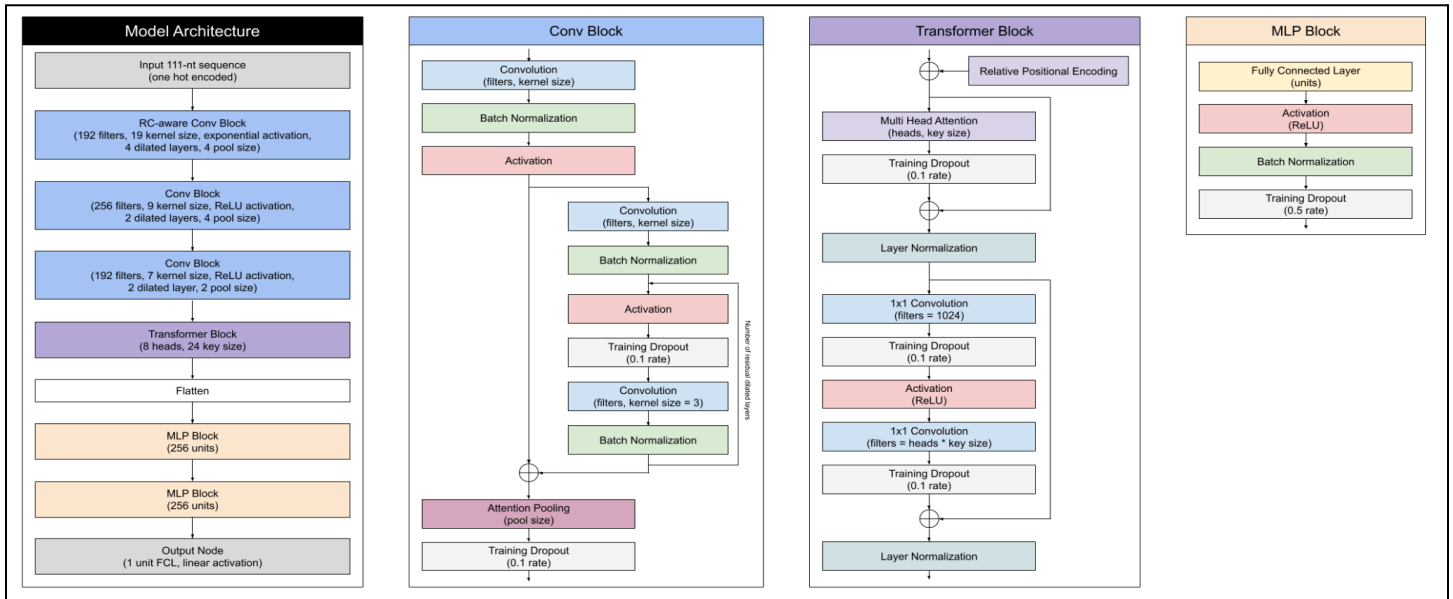 Model Architecture
Input 111-nt sequence
(one hot encoded)
RC-aware Conv Block
(192 filters, 19 kernel size, exponential activation,
4 dilated layers, 4 pool size)
Conv Block
(256 filters, 9 kernel size, ReLU activation,
2 dilated layers, 4 pool size)
Conv Block
(192 filters, 7 kernel size, ReLU activation,
2 dilated layer, 2 pool size)
Transformer Block
(8 heads, 24 key size)
Flatten
MLP Block
(256 units)
MLP Block
(256 units)
Output Node
(1 unit FCL, linear activation)
Conv Block
Convolution
(filters, kernel size)
Batch Normalization
Activation
Convolution
(filters, kernel size)
Batch Normalization
Activation
Training Dropout
(0.1 rate)
Convolution
(filters, kernel size = 3)
Batch Normalization
Number of residual dilated layers
Attention Pooling
(pool size)
Training Dropout
(0.1 rate)
Transformer Block
Relative Positional Encoding
Multi Head Attention
(heads, key size)
Training Dropout
(0.1 rate)
Layer Normalization
1x1 Convolution
(filters = 1024)
Training Dropout
(0.1 rate)
Activation
(ReLU)
1x1 Convolution
(filters = heads * key size)
Training Dropout
(0.1 rate)
Layer Normalization
MLP Block
Fully Connected Layer
(units)
Activation
(ReLU)
Batch Normalization
Training Dropout
(0.5 rate)